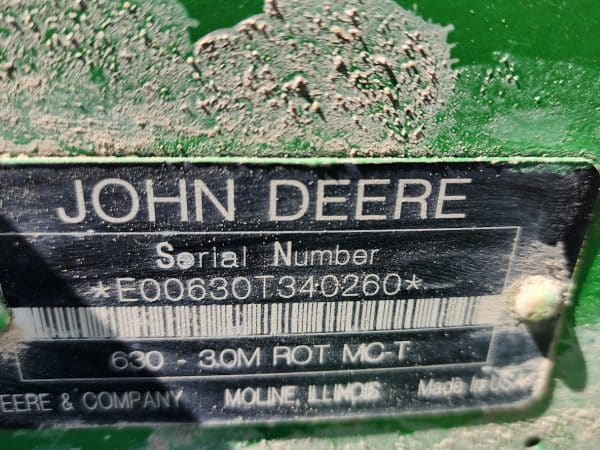 JOHN DEERE
Serial Number
*E00630T340260*
630 - 3.0M ROT MC-T
EERE & COMPANY MOLINE, ILLINOIS Made In USA